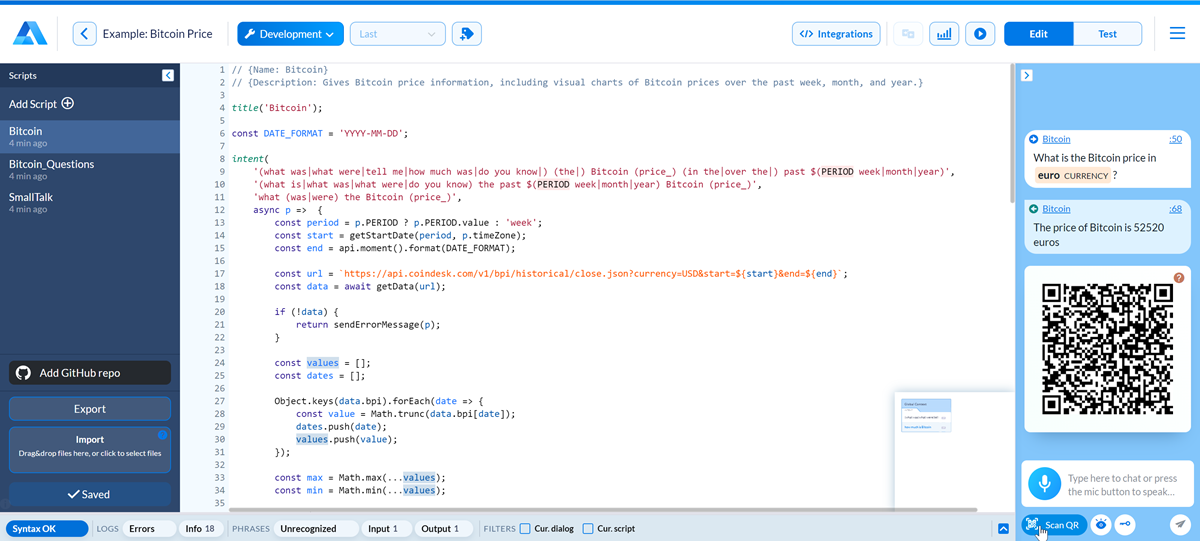 Example: Bitcoin Price
Development
Last
Integrations
Edit
Test
Scripts
Add Script
Bitcoin
4 min ago
Bitcoin_Questions
4 min ago
SmallTalk
4 min ago
Add GitHub repo
Export
Import
Drag&drop files here, or click to select files
Saved
1 // {Name: Bitcoin}
2 // {Description: Gives Bitcoin price information, including visual charts of Bitcoin prices over the past week, month, and year.}
3
4 title('Bitcoin');
5
6 const DATE_FORMAT = 'YYYY-MM-DD';
7
8 intent(
9 '(what was|what were|tell me|how much was|do you know|) (the|) Bitcoin (price_) (in the|over the|) past $(PERIOD week|month|year)',
10 '(what is|what was|what were|do you know) the past $(PERIOD week|month|year) Bitcoin (price_)',
11 'what (was|were) the Bitcoin (price_)',
12 async p => {
13 const period = p.PERIOD ? p.PERIOD.value : 'week';
14 const start = getStartDate(period, p.timeZone);
15 const end = api.moment().format(DATE_FORMAT);
16
17 const url = `https://api.coindesk.com/v1/bpi/historical/close.json?currency=USD&start=${start}&end=${end}`;
18 const data = await getData(url);
19
20 if (!data) {
21 return sendErrorMessage(p);
22 }
23
24 const values = [];
25 const dates = [];
26
27 Object.keys(data.bpi).forEach(date => {
28 const value = Math.trunc(data.bpi[date]);
29 dates.push(date);
30 values.push(value);
31 });
32
33 const max = Math.max(...values);
34 const min = Math.min(...values);
35
Bitcoin :50
What is the Bitcoin price in
euro CURRENCY ?
Bitcoin :68
The price of Bitcoin is 52520
euros
?
Type here to chat or press
the mic button to speak...
Scan QR
Syntax OK
LOGS
Errors
Info 18
PHRASES
Unrecognized
Input 1
Output 1
FILTERS
Cur. dialog
Cur. script